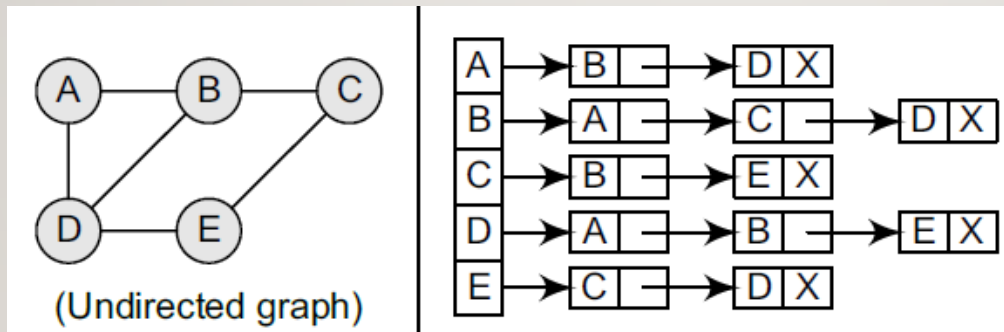 A B C
D E
(Undirected graph)
A B D X
B A C D X
C B E X
D A B E X
E C D X